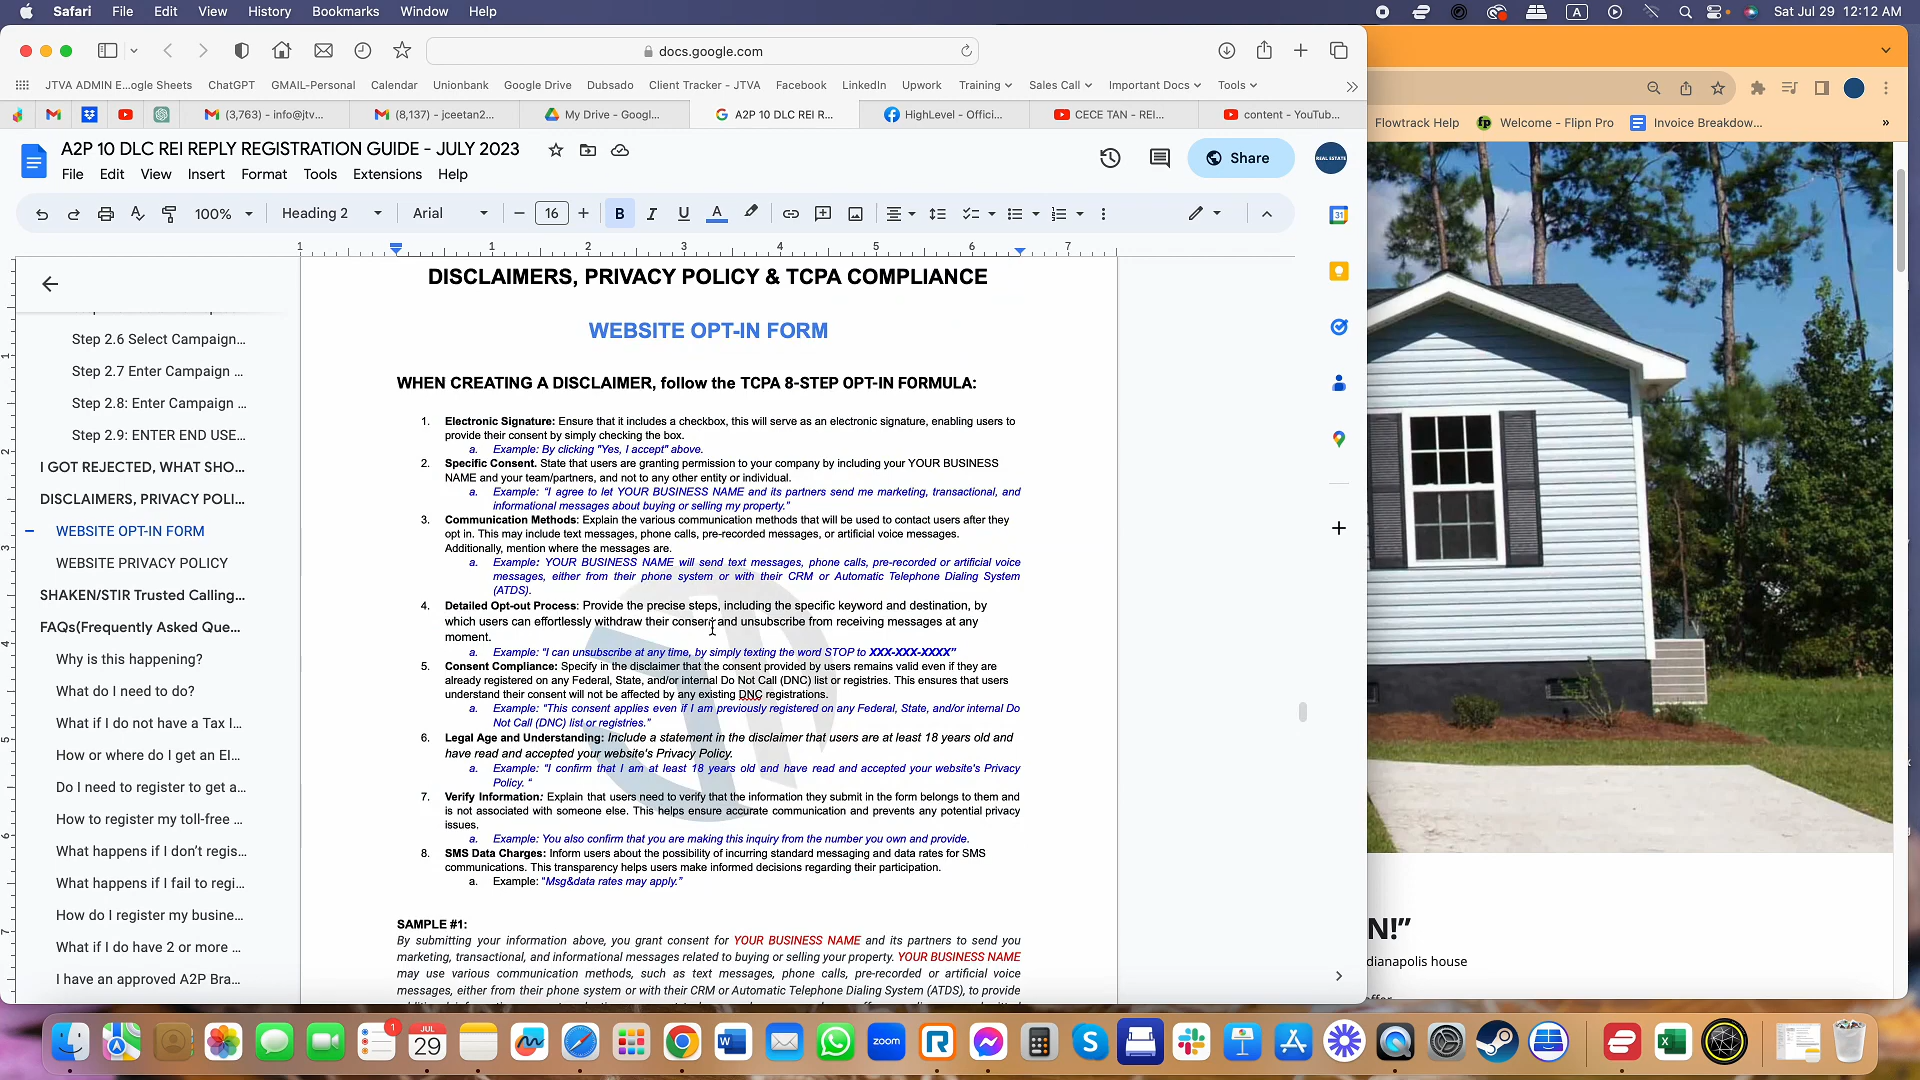 Safari File Edit View History Bookmarks Window Help
A Sat Jul 29 12:12 AM
docs.google.com
JTVA ADMIN E...ogle Sheets ChatGPT GMAIL-Personal Calendar Unionbank Google Drive Dubsado Client Tracker - JTVA Facebook LinkedIn Upwork Training Sales Call Important Docs Tools
(3,763) - info@jtv... (8,137) - jceetan2... My Drive - Googl... A2P 10 DLC REI R... HighLevel - Offici... CECE TAN - REI... content - YouTub...
Flowtrack Help Welcome - Flipn Pro Invoice Breakdow...
A2P 10 DLC REI REPLY REGISTRATION GUIDE - JULY 2023
Share
REAL ESTATE
File Edit View Insert Format Tools Extensions Help
100% Heading 2 Arial 16 B I U A
1 1 2 3 4 5 6 7
Step 2.6 Select Campaign...
Step 2.7 Enter Campaign ...
Step 2.8: Enter Campaign ...
Step 2.9: ENTER END USE...
I GOT REJECTED, WHAT SHO...
DISCLAIMERS, PRIVACY POLI...
WEBSITE OPT-IN FORM
WEBSITE PRIVACY POLICY
SHAKEN/STIR Trusted Calling...
FAQs(Frequently Asked Que...
Why is this happening?
What do I need to do?
What if I do not have a Tax I...
How or where do I get an EI...
Do I need to register to get a...
How to register my toll-free ...
What happens if I don't regis...
What happens if I fail to regi...
How do I register my busine...
What if I do have 2 or more ...
I have an approved A2P Bra...
DISCLAIMERS, PRIVACY POLICY & TCPA COMPLIANCE
WEBSITE OPT-IN FORM
WHEN CREATING A DISCLAIMER, follow the TCPA 8-STEP OPT-IN FORMULA:
1. Electronic Signature: Ensure that it includes a checkbox, this will serve as an electronic signature, enabling users to
provide their consent by simply checking the box.
a. Example: By clicking "Yes, I accept" above.
2. Specific Consent. State that users are granting permission to your company by including your YOUR BUSINESS
NAME and your team/partners, and not to any other entity or individual.
a. Example: "I agree to let YOUR BUSINESS NAME and its partners send me marketing, transactional, and
informational messages about buying or selling my property."
3. Communication Methods: Explain the various communication methods that will be used to contact users after they
opt in. This may include text messages, phone calls, pre-recorded messages, or artificial voice messages.
Additionally, mention where the messages are.
a. Example: YOUR BUSINESS NAME will send text messages, phone calls, pre-recorded or artificial voice
messages, either from their phone system or with their CRM or Automatic Telephone Dialing System
(ATDS).
4. Detailed Opt-out Process: Provide the precise steps, including the specific keyword and destination, by
which users can effortlessly withdraw their consent and unsubscribe from receiving messages at any
moment.
a. Example: "I can unsubscribe at any time, by simply texting the word STOP to XXX-XXX-XXXX"
5. Consent Compliance: Specify in the disclaimer that the consent provided by users remains valid even if they are
already registered on any Federal, State, and/or internal Do Not Call (DNC) list or registries. This ensures that users
understand their consent will not be affected by any existing DNC registrations.
a. Example: "This consent applies even if I am previously registered on any Federal, State, and/or internal Do
Not Call (DNC) list or registries."
6. Legal Age and Understanding: Include a statement in the disclaimer that users are at least 18 years old and
have read and accepted your website's Privacy Policy.
a. Example: "I confirm that I am at least 18 years old and have read and accepted your website's Privacy
Policy. "
7. Verify Information: Explain that users need to verify that the information they submit in the form belongs to them and
is not associated with someone else. This helps ensure accurate communication and prevents any potential privacy
issues.
a. Example: You also confirm that you are making this inquiry from the number you own and provide.
8. SMS Data Charges: Inform users about the possibility of incurring standard messaging and data rates for SMS
communications. This transparency helps users make informed decisions regarding their participation.
a. Example: "Msg&data rates may apply."
SAMPLE #1:
By submitting your information above, you grant consent for YOUR BUSINESS NAME and its partners to send you
marketing, transactional, and informational messages related to buying or selling your property. YOUR BUSINESS NAME
may use various communication methods, such as text messages, phone calls, pre-recorded or artificial voice
messages, either from their phone system or with their CRM or Automatic Telephone Dialing System (ATDS), to provide
N!"
dianapolis house
offer
1 JUL 29 zoom